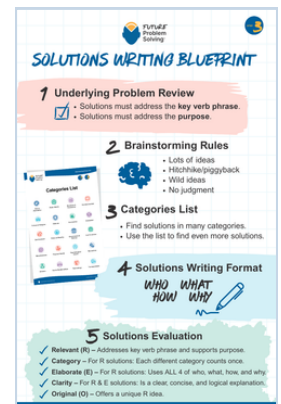 FUTURE
Problem
Solving
3
SOLUTIONS WRITING BLUEPRINT
1 Underlying Problem Review
• Solutions must address the key verb phrase.
• Solutions must address the purpose.
2 Brainstorming Rules
• Lots of ideas
• Hitchhike/piggyback
• Wild ideas
• No judgment
Categories List
3 Categories List
• Find solutions in many categories.
• Use the list to find even more solutions.
4 Solutions Writing Format
WHO WHAT
HOW WHY
5 Solutions Evaluation
Relevant (R) – Addresses key verb phrase and supports purpose.
Category – For R solutions: Each different category counts once.
Elaborate (E) – For R solutions: Uses ALL 4 of who, what, how, and why.
Clarity – For R & E solutions: Is a clear, concise, and logical explanation.
Original (O) – Offers a unique R idea.